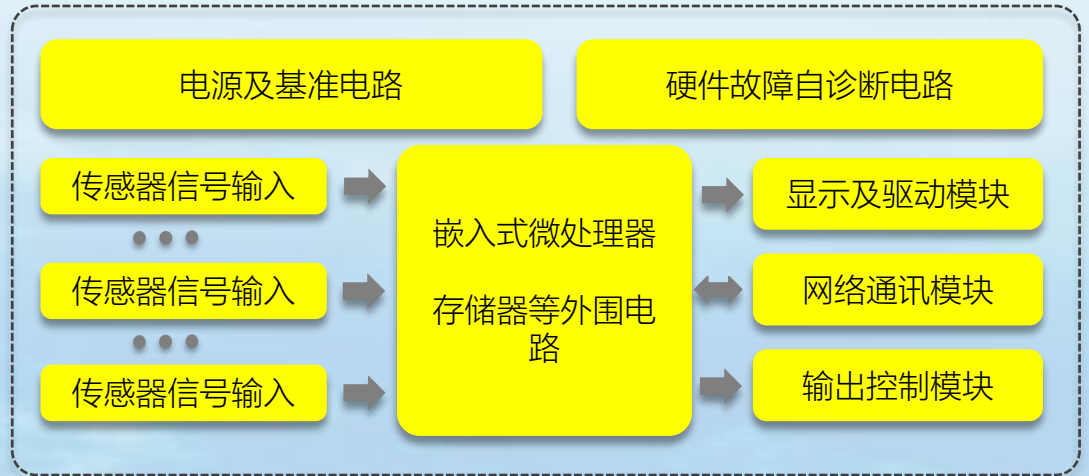 电源及基准电路
硬件故障自诊断电路
传感器信号输入
传感器信号输入
传感器信号输入
嵌入式微处理器
存储器等外围电
路
显示及驱动模块
网络通讯模块
输出控制模块